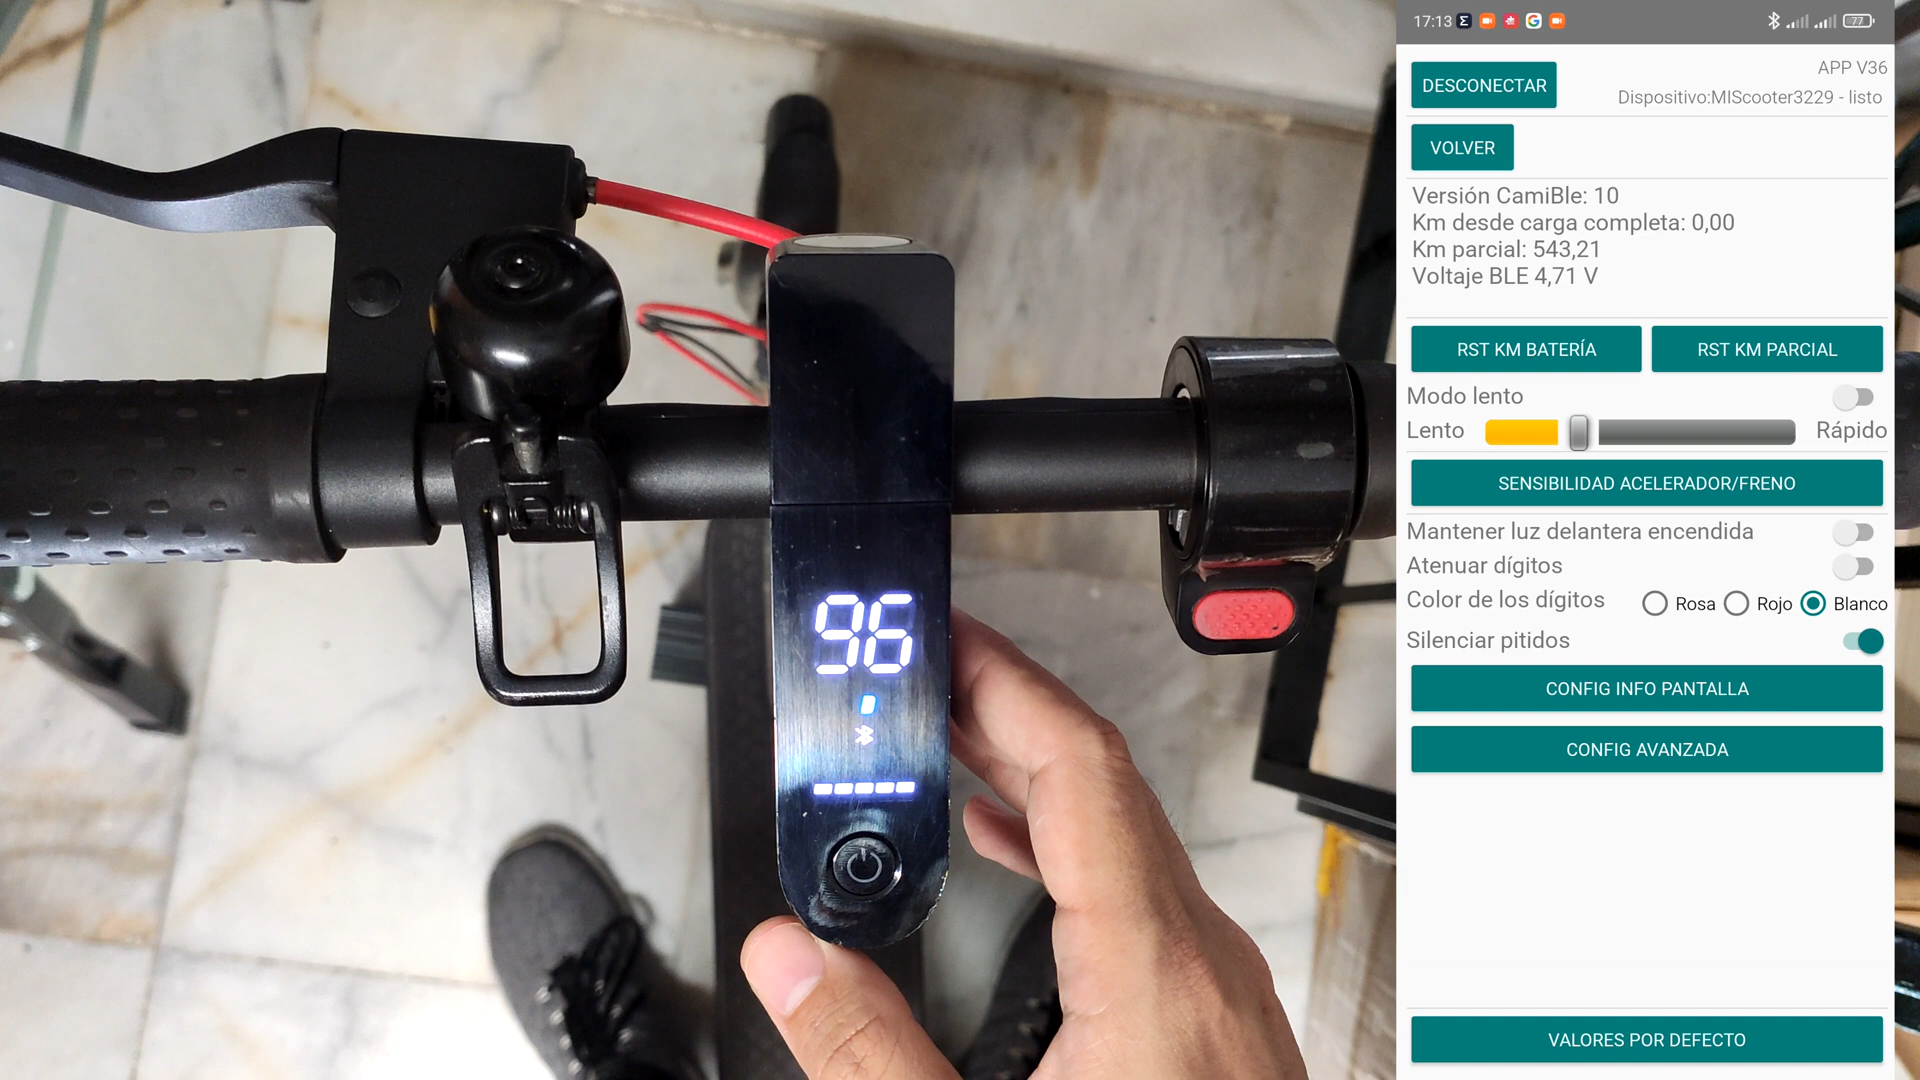 96
17:13
77
APP V36
DESCONECTAR
Dispositivo:MIScooter3229 - listo
VOLVER
Versión CamiBle: 10
Km desde carga completa: 0,00
Km parcial: 543,21
Voltaje BLE 4,71 V
RST KM BATERÍA
RST KM PARCIAL
Modo lento
Lento
Rápido
SENSIBILIDAD ACELERADOR/FRENO
Mantener luz delantera encendida
Atenuar dígitos
Color de los dígitos
Rosa
Rojo
Blanco
Silenciar pitidos
CONFIG INFO PANTALLA
CONFIG AVANZADA
VALORES POR DEFECTO